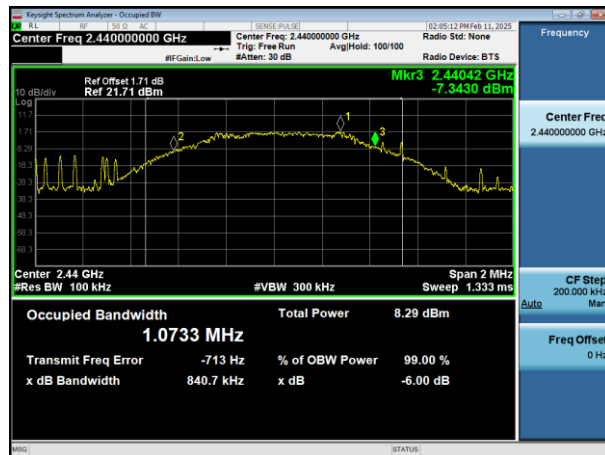 Keysight Spectrum Analyzer - Occupied BW
RL RF 50 Ω AC SENSE:PULSE 02:05:12 PM Feb 11, 2025
Center Freq 2.440000000 GHz Center Freq: 2.440000000 GHz Radio Std: None
Trig: Free Run Avg|Hold: 100/100
#IFGain:Low #Atten: 30 dB Radio Device: BTS
Ref Offset 1.71 dB Mkr3 2.44042 GHz
10 dB/div Ref 21.71 dBm -7.3430 dBm
Log
11.7
1.71
-8.29
-18.3
-28.3
-38.3
-48.3
-58.3
-68.3
1
2
3
Center 2.44 GHz Span 2 MHz
#Res BW 100 kHz #VBW 300 kHz Sweep 1.333 ms
Occupied Bandwidth Total Power 8.29 dBm
1.0733 MHz
Transmit Freq Error -713 Hz % of OBW Power 99.00 %
x dB Bandwidth 840.7 kHz x dB -6.00 dB
MSG STATUS
Frequency
Center Freq
2.440000000 GHz
CF Step
200.000 kHz
Auto Man
Freq Offset
0 Hz